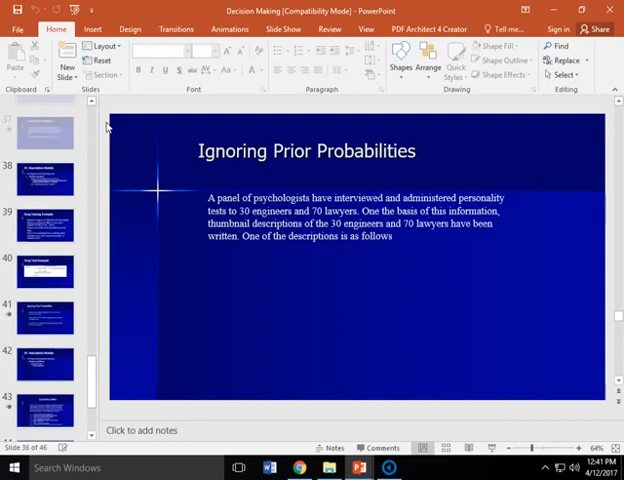 Decision Making [Compatibility Mode] - PowerPoint
File Home Insert Design Transitions Animations Slide Show Review View PDF Architect 4 Creator Tell me... Sign in Share
Paste
New Slide
Layout
Reset
Section
Shapes Arrange Quick Styles
Shape Fill
Shape Outline
Shape Effects
Find
Replace
Select
Clipboard Slides Font Paragraph Drawing Editing
37
38
39
40
41
42
43
Ignoring Prior Probabilities
A panel of psychologists have interviewed and administered personality
tests to 30 engineers and 70 lawyers. One the basis of this information,
thumbnail descriptions of the 30 engineers and 70 lawyers have been
written. One of the descriptions is as follows
Click to add notes
Slide 36 of 46 Notes Comments 64%
Search Windows
12:41 PM
4/12/2017